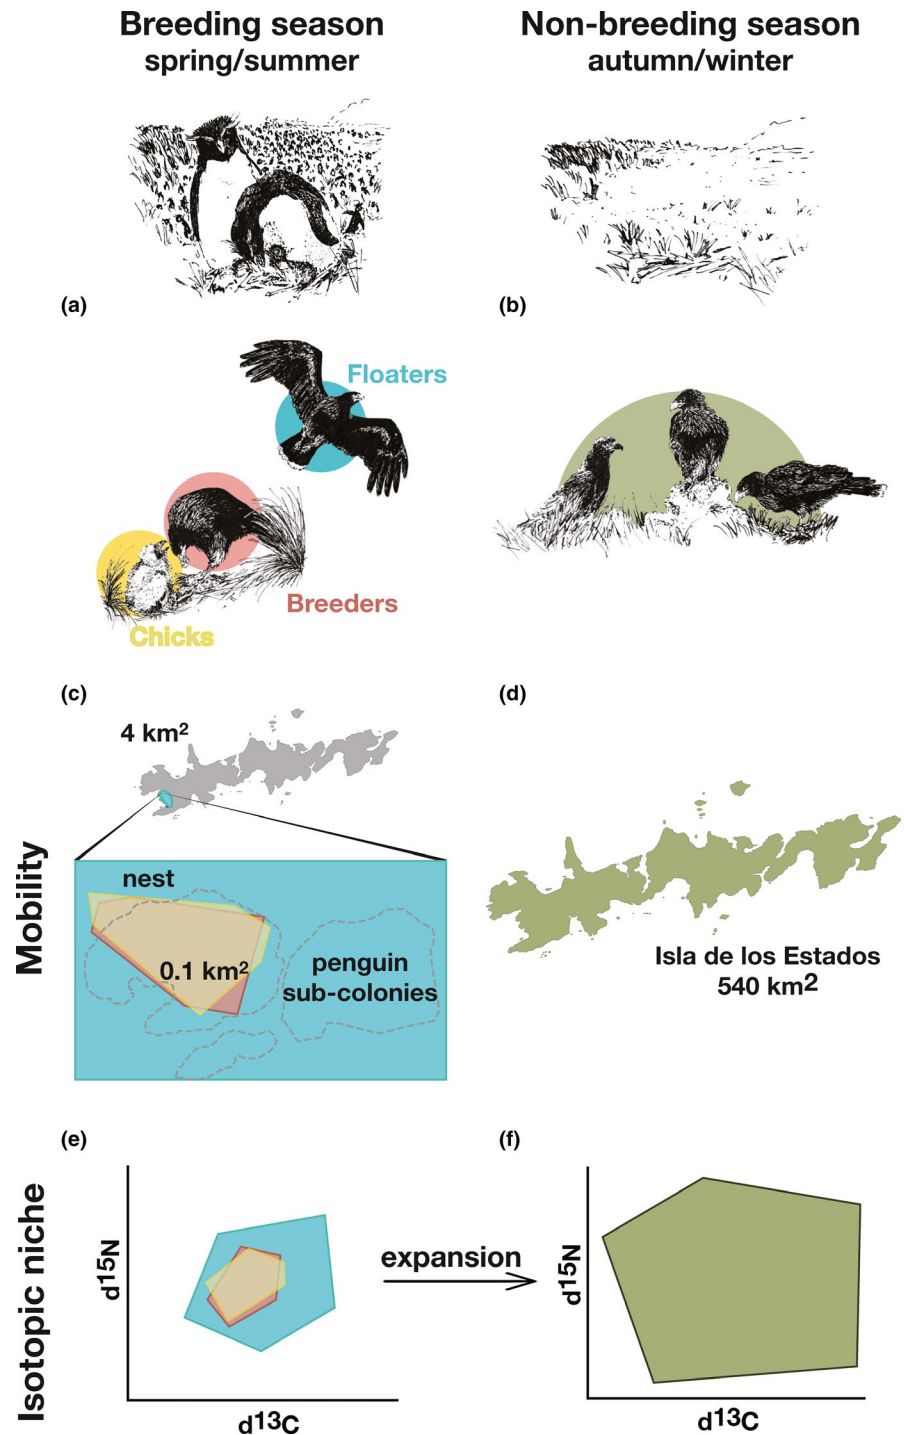 Breeding season
spring/summer
Non-breeding season
autumn/winter
(a)
(b)
Floaters
Breeders
Chicks
(c)
(d)
Mobility
4 km²
nest
0.1 km²
penguin
sub-colonies
Isla de los Estados
540 km²
(e)
(f)
Isotopic niche
d¹⁵N
d¹³C
expansion
d¹⁵N
d¹³C